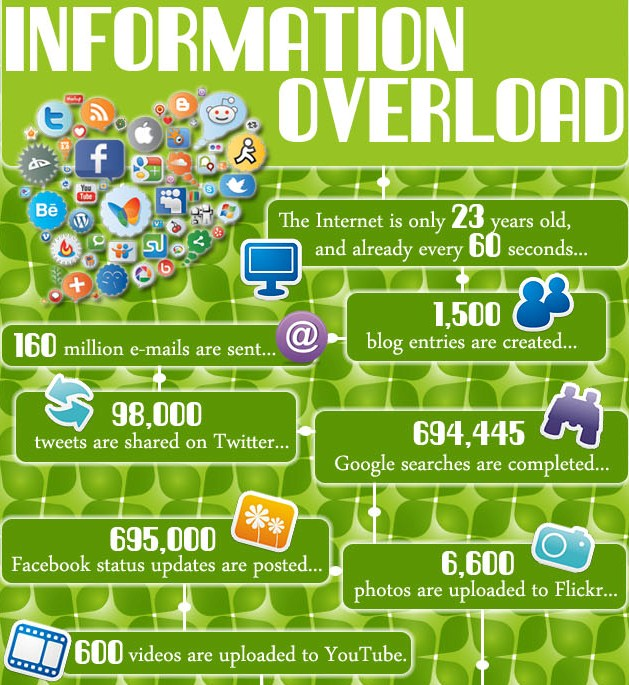 INFORMATION
OVERLOAD
You
Tube
Bē
The Internet is only 23 years old,
and already every 60 seconds...
1,500
blog entries are created...
160 million e-mails are sent...
@
98,000
tweets are shared on Twitter...
694,445
Google searches are completed...
695,000
Facebook status updates are posted...
6,600
photos are uploaded to Flickr...
600 videos are uploaded to YouTube.